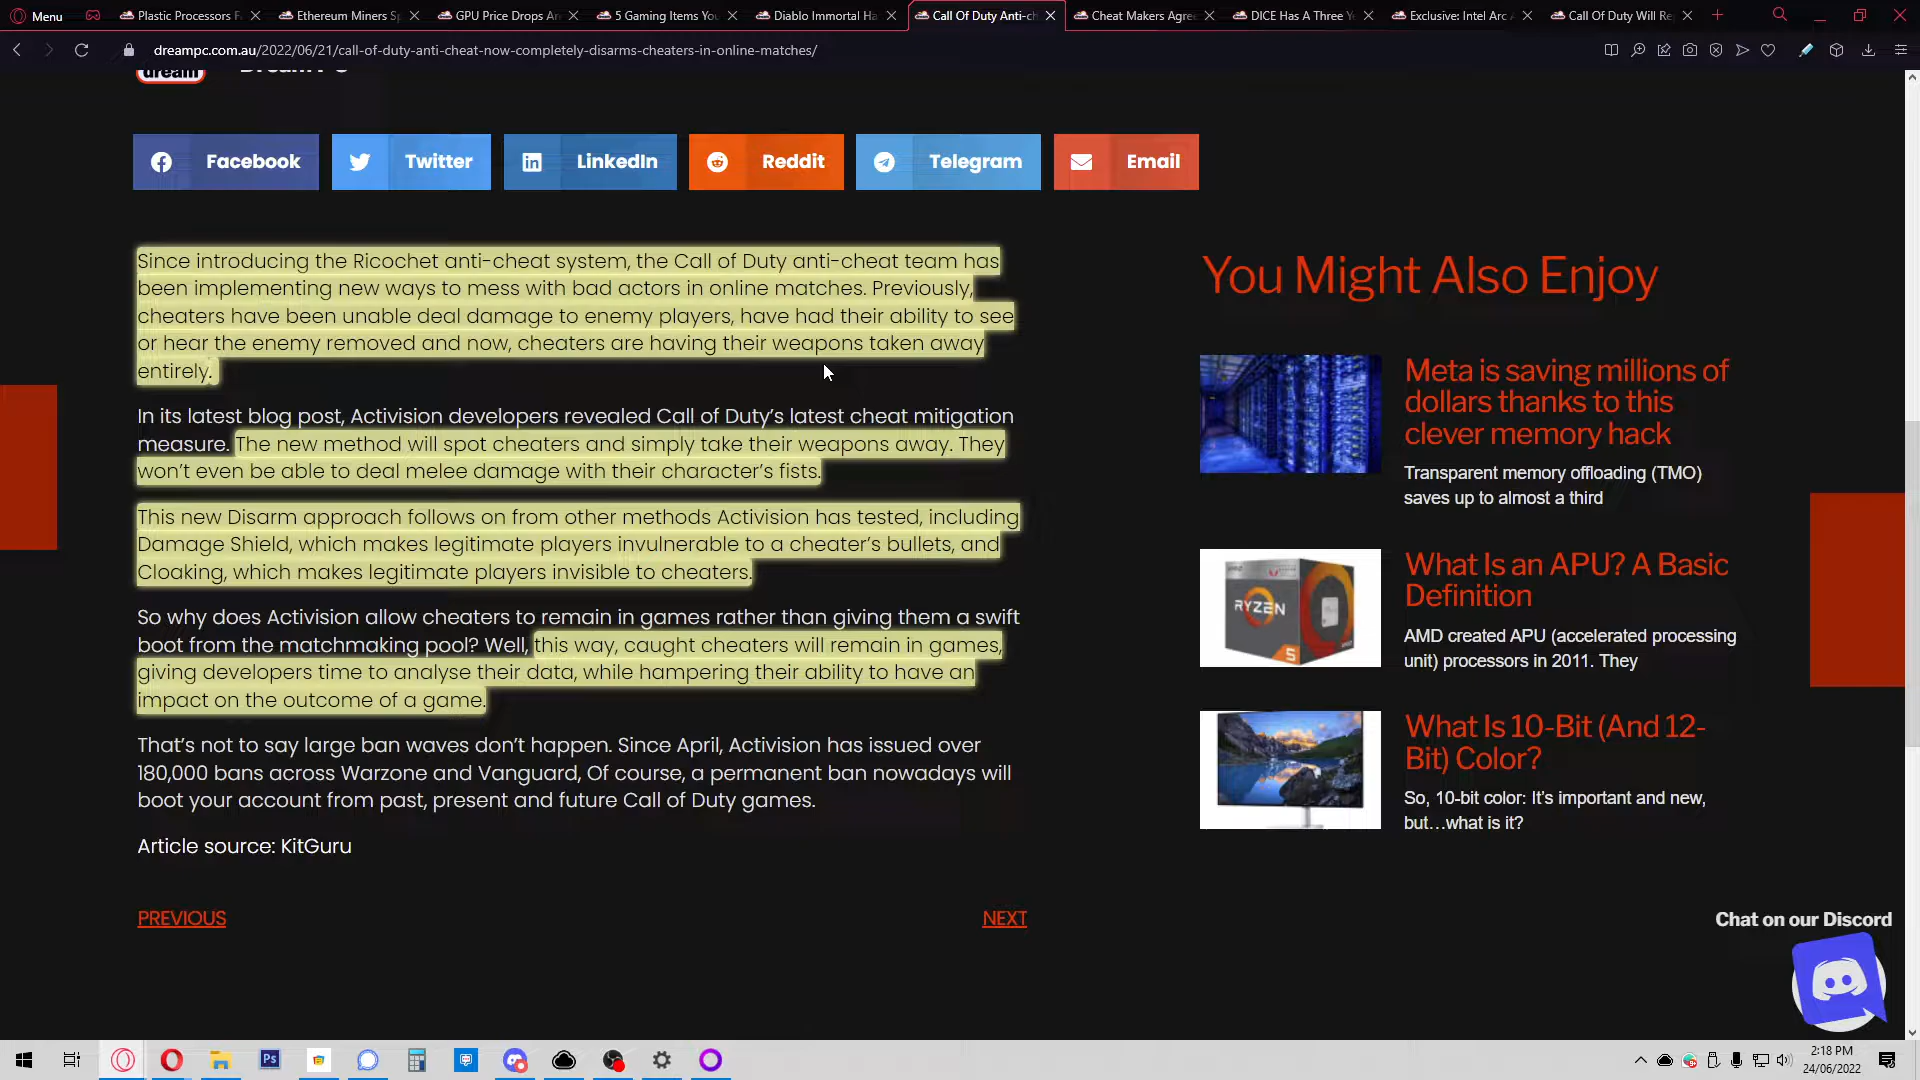 Menu
Plastic Processors F
Ethereum Miners Sp
GPU Price Drops Are
5 Gaming Items You
Diablo Immortal Ha
Call Of Duty Anti-ch
Cheat Makers Agre
DICE Has A Three Ye
Exclusive: Intel Arc A
Call Of Duty Will Re
dreampc.com.au/2022/06/21/call-of-duty-anti-cheat-now-completely-disarms-cheaters-in-online-matches/
dream
Facebook
Twitter
LinkedIn
Reddit
Telegram
Email
Since introducing the Ricochet anti-cheat system, the Call of Duty anti-cheat team has
been implementing new ways to mess with bad actors in online matches. Previously,
cheaters have been unable deal damage to enemy players, have had their ability to see
or hear the enemy removed and now, cheaters are having their weapons taken away
entirely.
In its latest blog post, Activision developers revealed Call of Duty’s latest cheat mitigation
measure. The new method will spot cheaters and simply take their weapons away. They
won’t even be able to deal melee damage with their character’s fists.
This new Disarm approach follows on from other methods Activision has tested, including
Damage Shield, which makes legitimate players invulnerable to a cheater’s bullets, and
Cloaking, which makes legitimate players invisible to cheaters.
So why does Activision allow cheaters to remain in games rather than giving them a swift
boot from the matchmaking pool? Well, this way, caught cheaters will remain in games,
giving developers time to analyse their data, while hampering their ability to have an
impact on the outcome of a game.
That’s not to say large ban waves don’t happen. Since April, Activision has issued over
180,000 bans across Warzone and Vanguard, Of course, a permanent ban nowadays will
boot your account from past, present and future Call of Duty games.
Article source: KitGuru
PREVIOUS
NEXT
You Might Also Enjoy
Meta is saving millions of
dollars thanks to this
clever memory hack
Transparent memory offloading (TMO)
saves up to almost a third
RYZEN
5
What Is an APU? A Basic
Definition
AMD created APU (accelerated processing
unit) processors in 2011. They
What Is 10-Bit (And 12-
Bit) Color?
So, 10-bit color: It’s important and new,
but…what is it?
Chat on our Discord
Ps
2:18 PM
24/06/2022